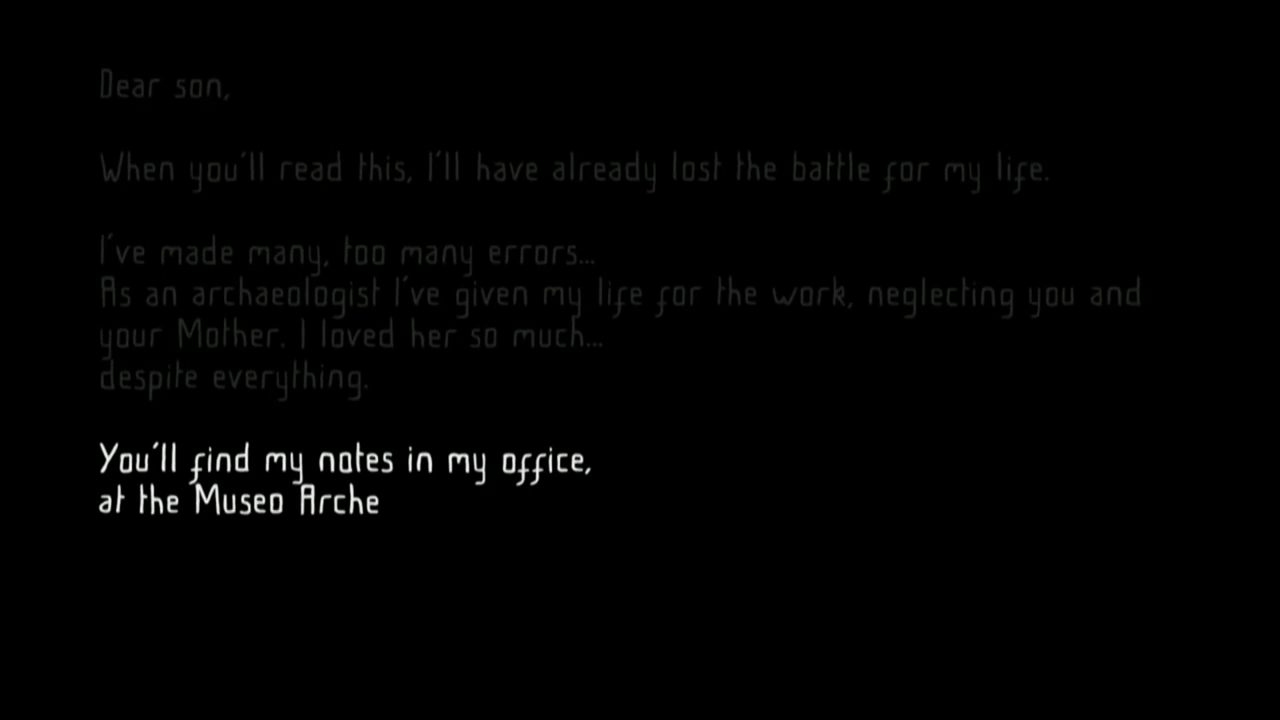 Dear son,
When you'll read this, I'll have already lost the battle for my life.
I've made many, too many errors...
As an archaeologist I've given my life for the work, neglecting you and
your Mother. I loved her so much...
despite everything.
You'll find my notes in my office,
at the Museo Arche